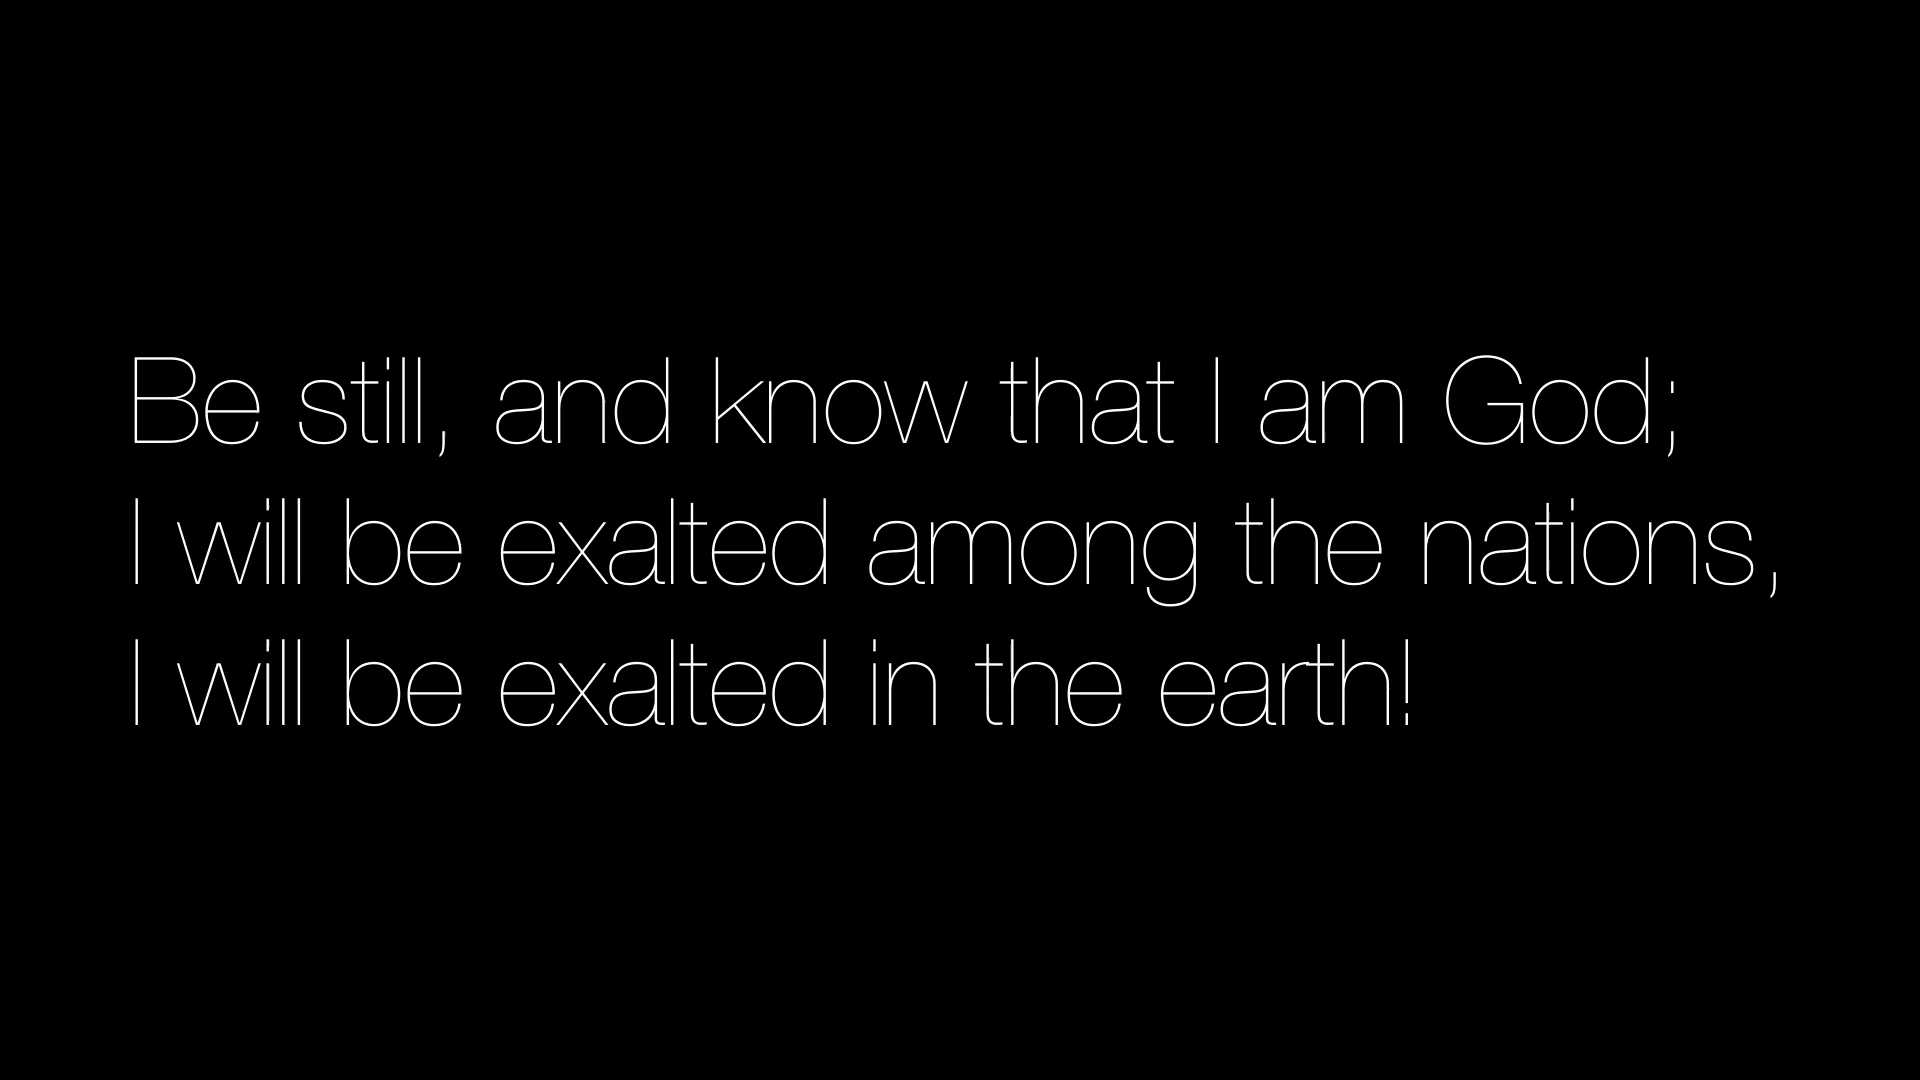 Be still, and know that I am God;
I will be exalted among the nations,
I will be exalted in the earth!